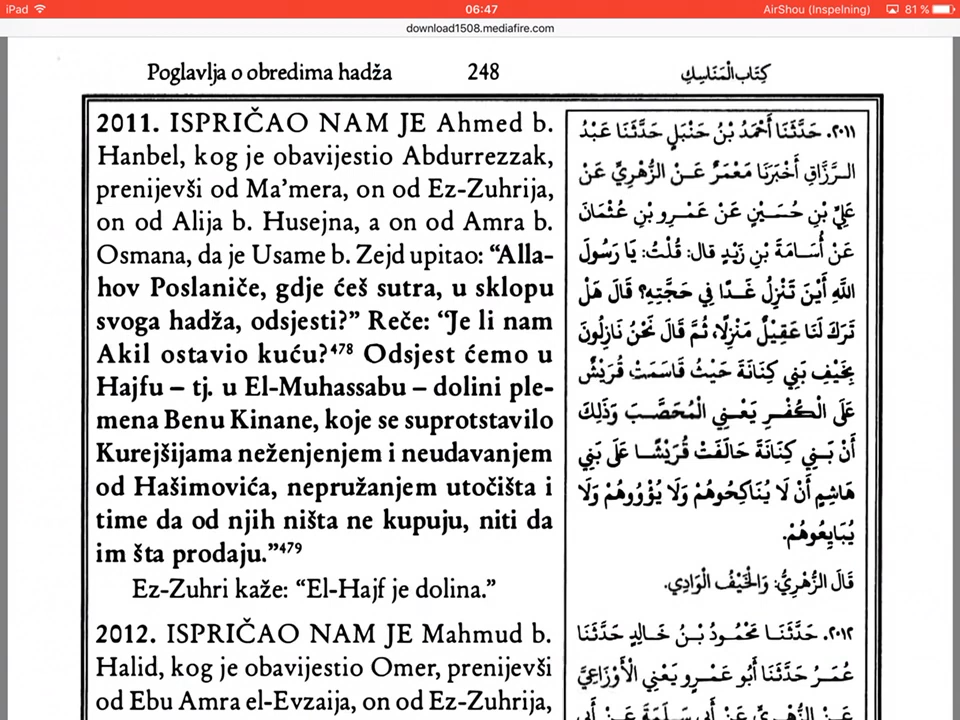 iPad 06:47 AirShou (Inspelning) 81 %
download1508.mediafire.com
Poglavlja o obredima hadža 248 كِتَاب الْمَنَاسِكِ
2011. ISPRIČAO NAM JE Ahmed b.
Hanbel, kog je obavijestio Abdurrezzak,
prenijevši od Ma’mera, on od Ez-Zuhrija,
on od Alija b. Husejna, a on od Amra b.
Osmana, da je Usame b. Zejd upitao: “Alla-
hov Poslaniče, gdje ćeš sutra, u sklopu
svoga hadža, odsjesti?” Reče: “Je li nam
Akil ostavio kuću?⁴⁷⁸ Odsjest ćemo u
Hajfu – tj. u El-Muhassabu – dolini ple-
mena Benu Kinane, koje se suprotstavilo
Kurejšijama neženjenjem i neudavanjem
od Hašimovića, nepružanjem utočišta i
time da od njih ništa ne kupuju, niti da
im šta prodaju.”⁴⁷⁹
Ez-Zuhri kaže: “El-Hajf je dolina.”
2012. ISPRIČAO NAM JE Mahmud b.
Halid, kog je obavijestio Omer, prenijevši
od Ebu Amra el-Evzaija, on od Ez-Zuhrija,
٢٠١١. حَدَّثَنَا أَحْمَدُ بْنُ حَنْبَلٍ حَدَّثَنَا عَبْدُ
الرَّزَّاقِ أَخْبَرَنَا مَعْمَرٌ عَنْ الزُّهْرِيِّ عَنْ
عَلِيِّ بْنِ حُسَيْنٍ عَنْ عَمْرِو بْنِ عُثْمَانَ
عَنْ أُسَامَةَ بْنِ زَيْدٍ قال: قُلْتُ: يَا رَسُولَ
اللَّهِ أَيْنَ تَنْزِلُ غَدًا فِي حَجَّتِهِ؟ قَالَ هَلْ
تَرَكَ لَنَا عَقِيلٌ مَنْزِلًا، ثُمَّ قَالَ نَحْنُ نَازِلُونَ
بِخَيْفِ بَنِي كِنَانَةَ حَيْثُ قَاسَمَتْ قُرَيْشٌ
عَلَى الْكُفْرِ يَعْنِي الْمُحَصَّبَ وَذَلِكَ
أَنَّ بَنِي كِنَانَةَ حَالَفَتْ قُرَيْشًا عَلَى بَنِي
هَاشِمٍ أَنْ لَا يُنَاكِحُوهُمْ وَلَا يُؤْوُوهُمْ وَلَا
يُبَايِعُوهُمْ.
قَالَ الزُّهْرِيُّ: وَالْخَيْفُ الْوَادِي.
٢٠١٢. حَدَّثَنَا مَحْمُودُ بْنُ خَالِدٍ حَدَّثَنَا
عُمَرُ حَدَّثَنَا أَبُو عَمْرٍو يَعْنِي الْأَوْزَاعِيَّ
عَنْ الزُّهْرِيِّ عَنْ أَبِي سَلَمَةَ عَنْ أَبِي